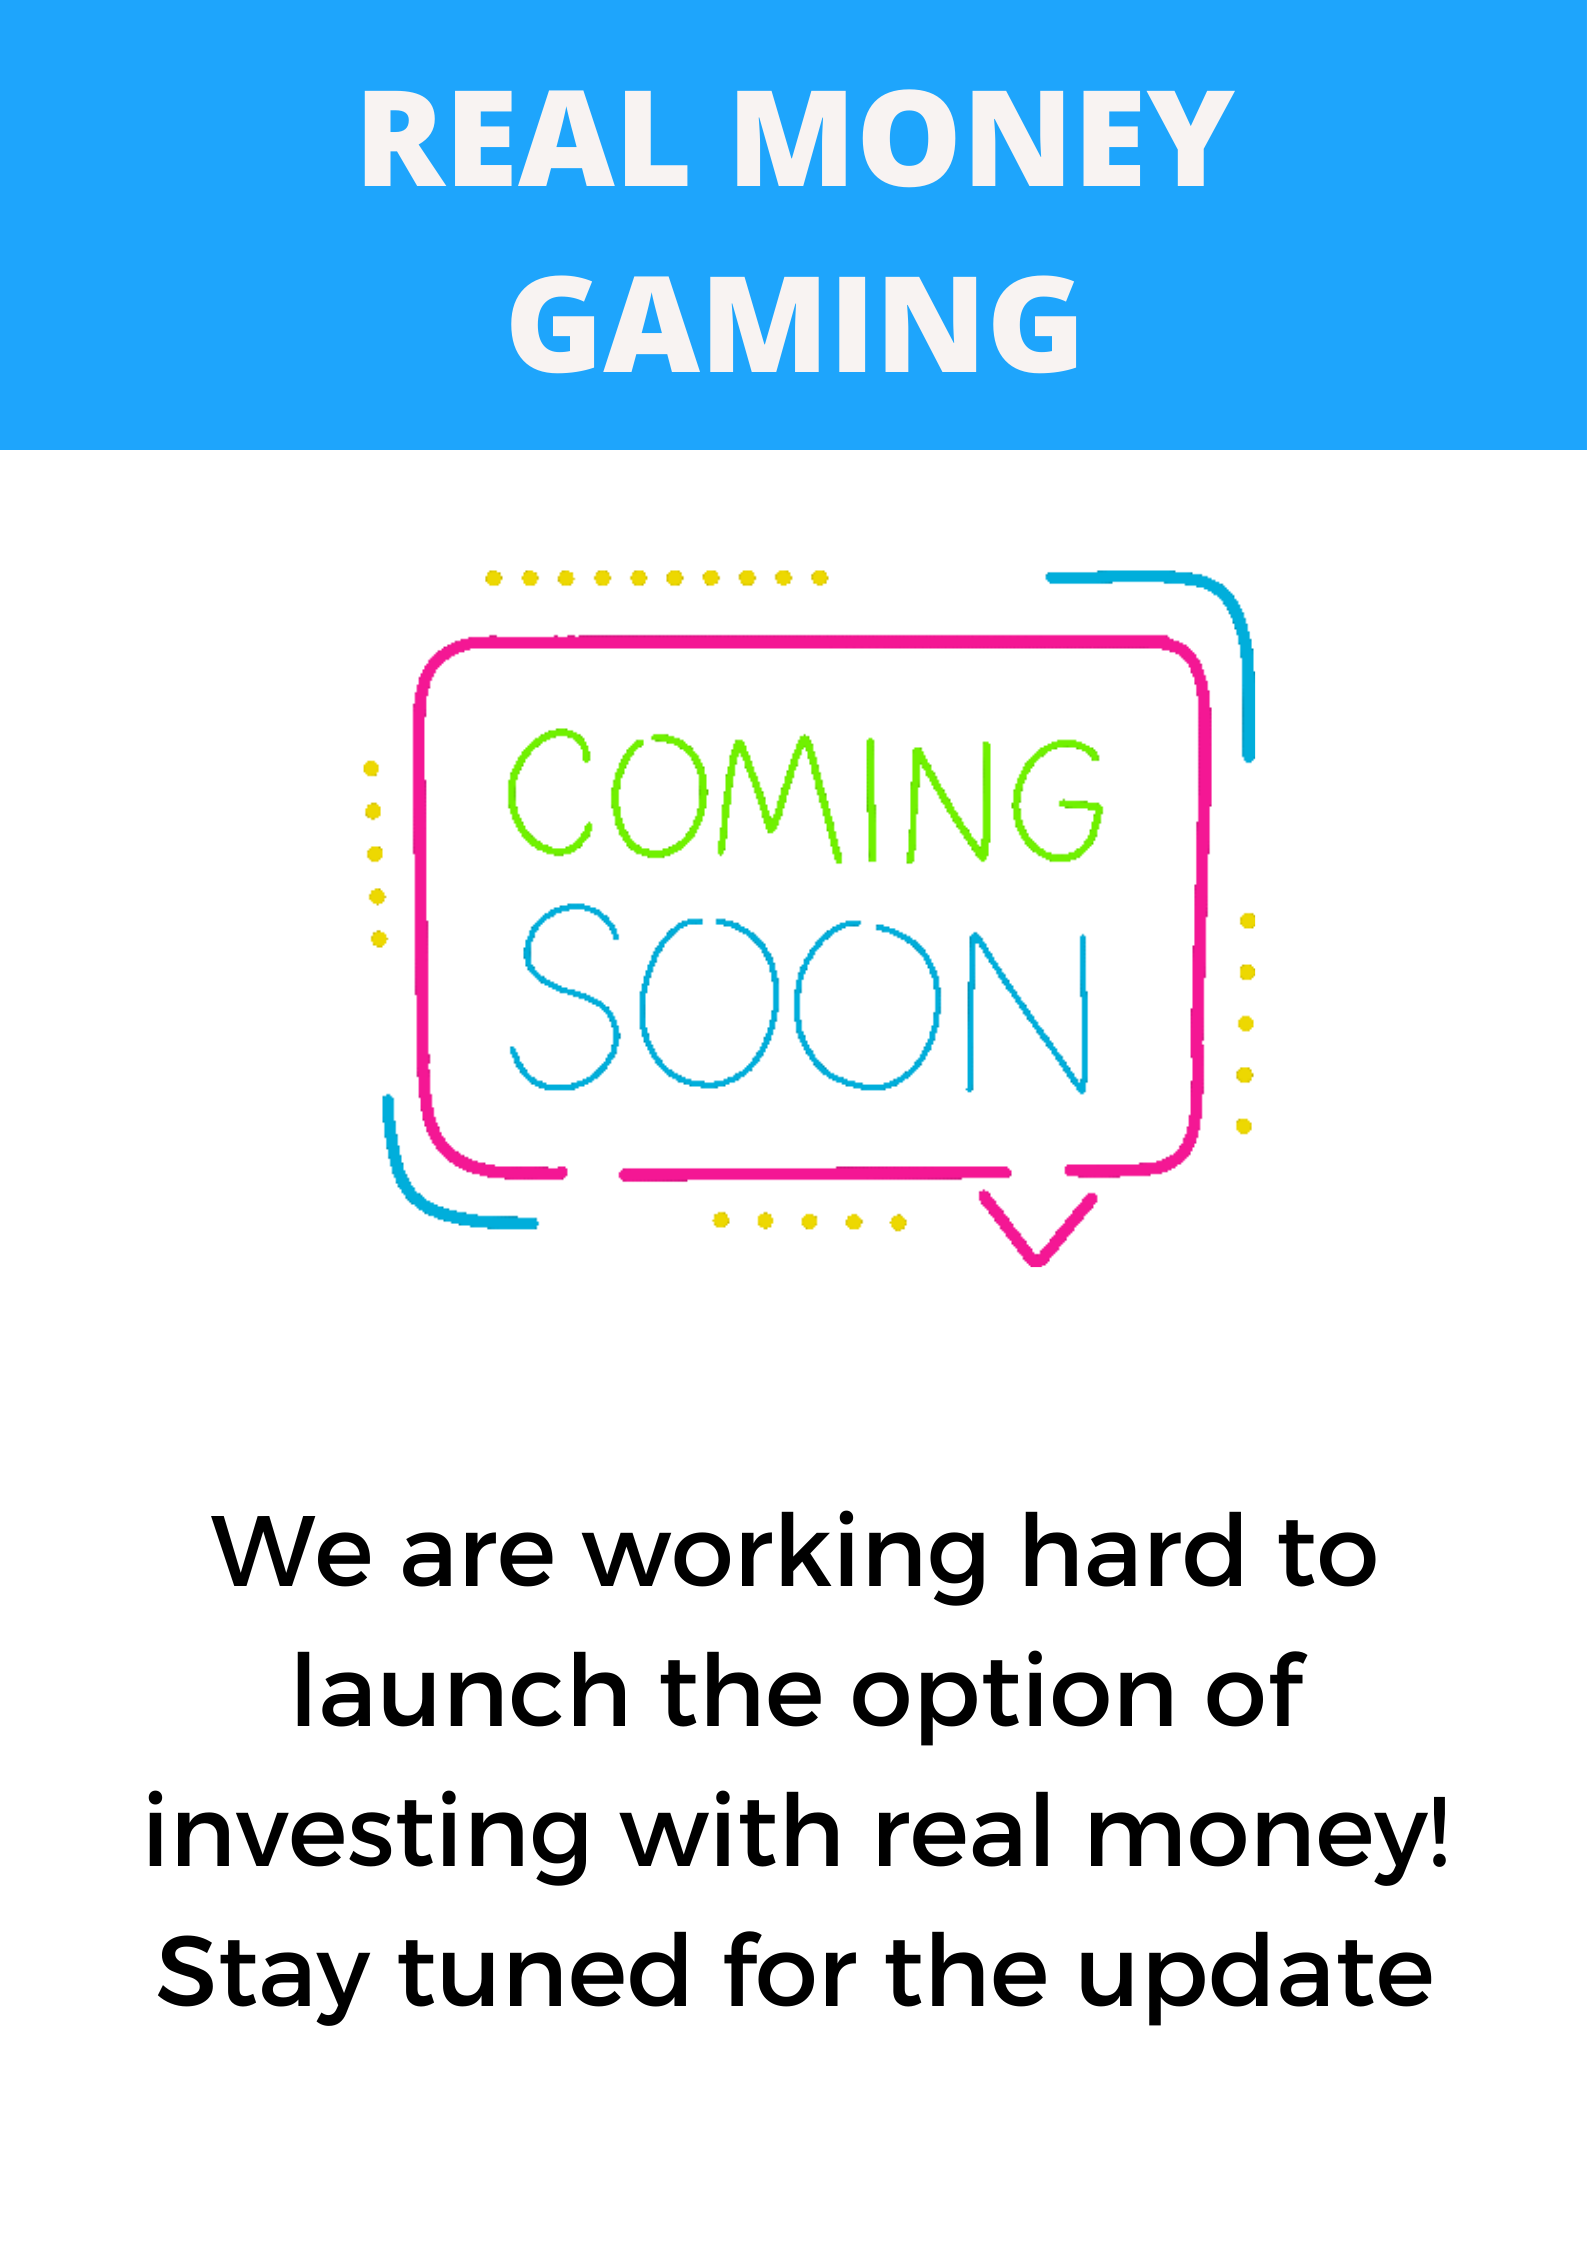 REAL MONEY
GAMING
COMING
SOON
We are working hard to
launch the option of
investing with real money!
Stay tuned for the update